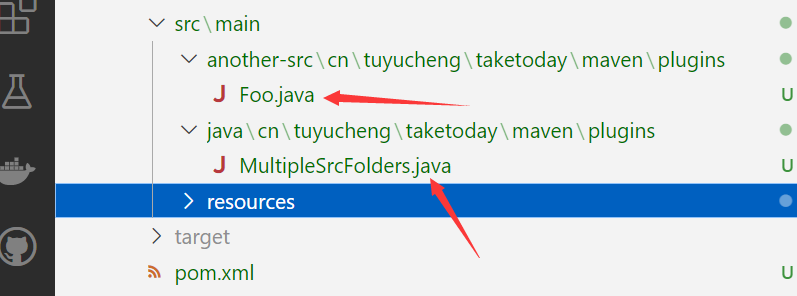 src\main
another-src\cn\tuyucheng\taketoday\maven\plugins
J Foo.java U
java\cn\tuyucheng\taketoday\maven\plugins
J MultipleSrcFolders.java U
resources
target
pom.xml U